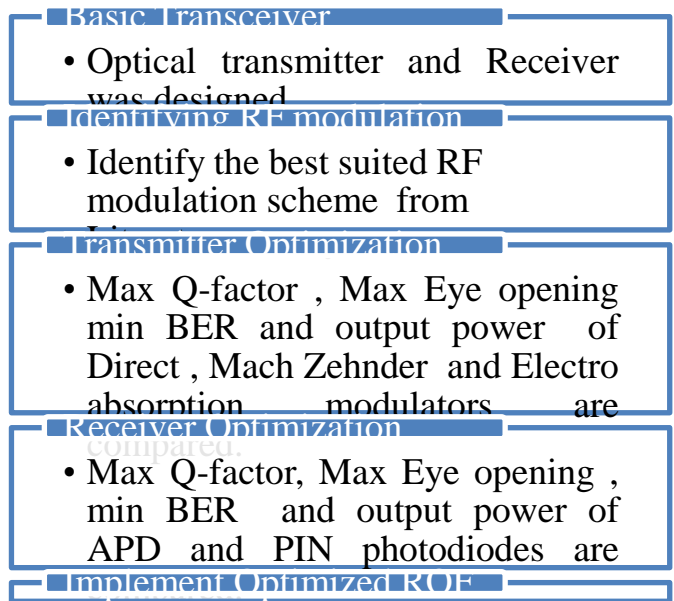 Basic Transceiver
• Optical transmitter and Receiver
was designed
Identifying RF modulation
• Identify the best suited RF
modulation scheme from
Transmitter Optimization
• Max Q-factor , Max Eye opening
min BER and output power of
Direct , Mach Zehnder and Electro
absorption modulators are
compared.
Receiver Optimization
• Max Q-factor, Max Eye opening ,
min BER and output power of
APD and PIN photodiodes are
Implement Optimized ROF